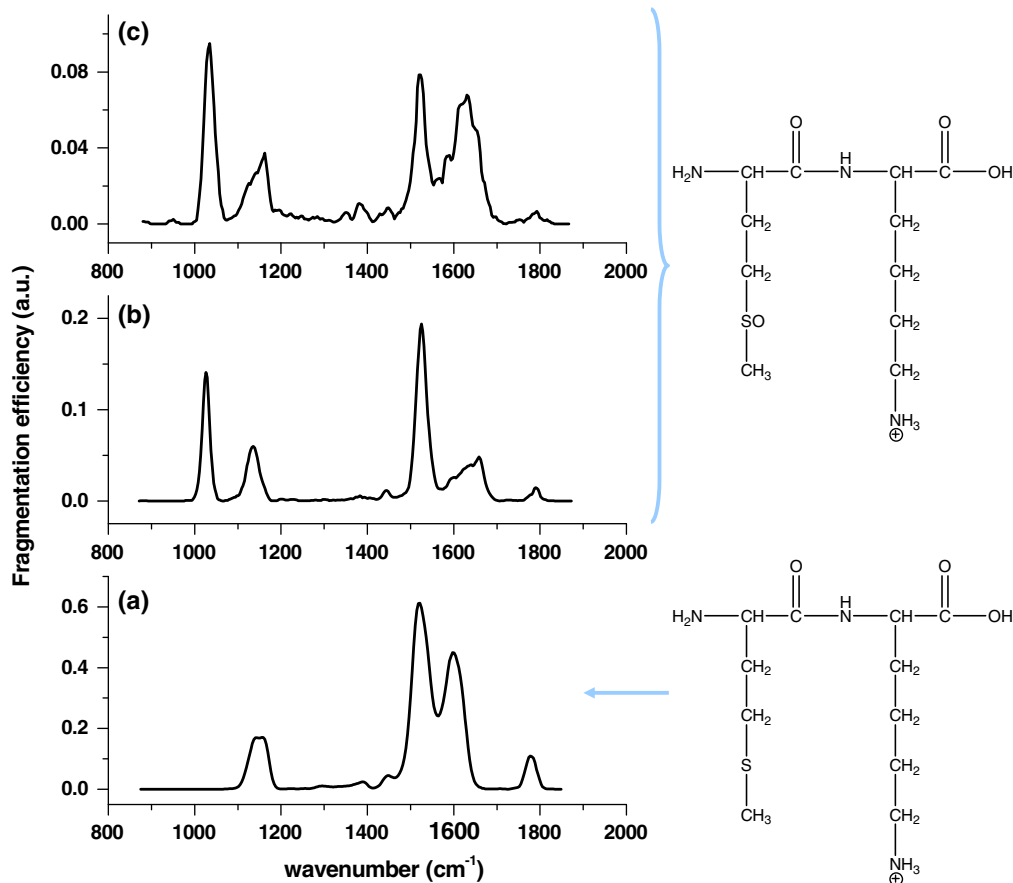 Fragmentation efficiency (a.u.)
(c)
0.08
0.04
0.00
800 1000 1200 1400 1600 1800 2000
(b)
0.2
0.1
0.0
800 1000 1200 1400 1600 1800 2000
(a)
0.6
0.4
0.2
0.0
800 1000 1200 1400 1600 1800 2000
wavenumber (cm⁻¹)
O O
H
H₂N CH C N CH C OH
CH₂ CH₂
CH₂ CH₂
SO CH₂
CH₃ CH₂
NH₃
⊕
O O
H
H₂N CH C N CH C OH
CH₂ CH₂
CH₂ CH₂
S CH₂
CH₃ CH₂
NH₃
⊕